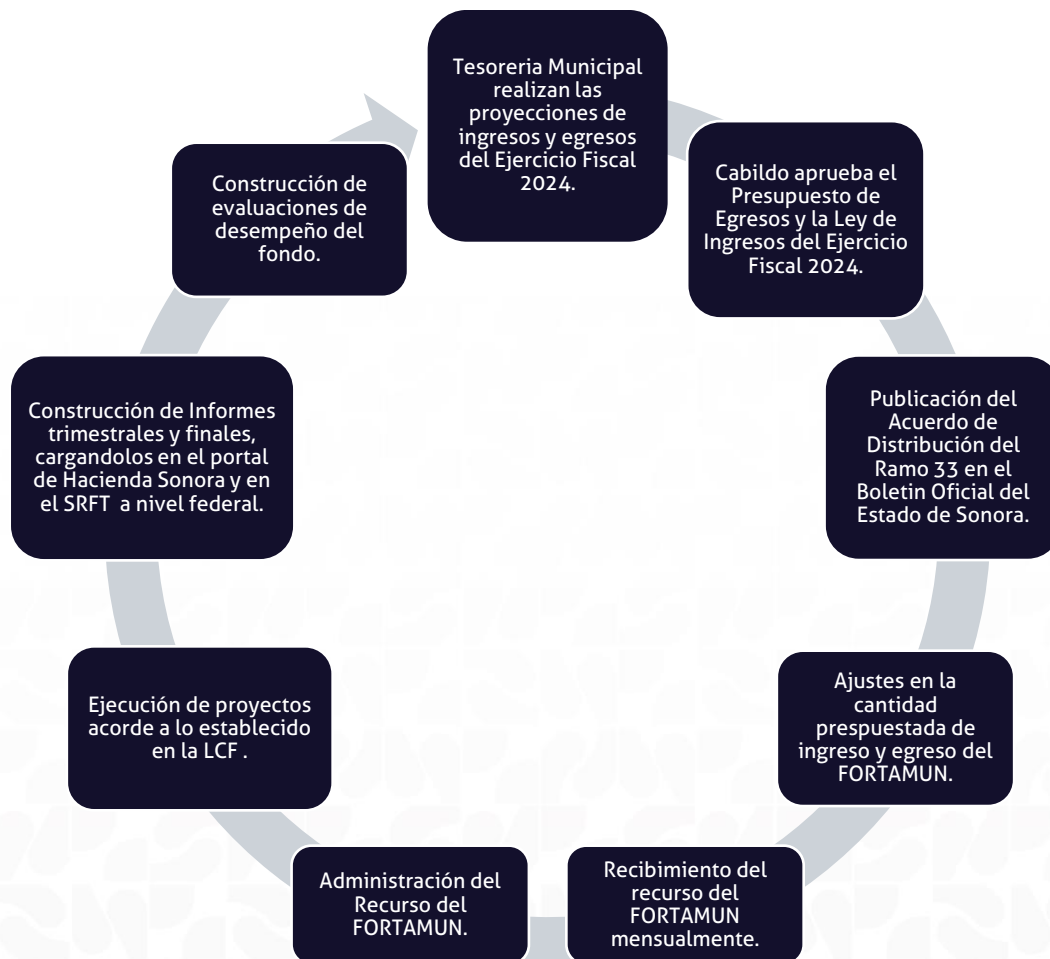 Tesoreria Municipal
realizan las
proyecciones de
ingresos y egresos
del Ejercicio Fiscal
2024.
Cabildo aprueba el
Presupuesto de
Egresos y la Ley de
Ingresos del Ejercicio
Fiscal 2024.
Publicación del
Acuerdo de
Distribución del
Ramo 33 en el
Boletin Oficial del
Estado de Sonora.
Ajustes en la
cantidad
prespuestada de
ingreso y egreso del
FORTAMUN.
Recibimiento del
recurso del
FORTAMUN
mensualmente.
Administración del
Recurso del
FORTAMUN.
Ejecución de proyectos
acorde a lo establecido
en la LCF .
Construcción de Informes
trimestrales y finales,
cargandolos en el portal
de Hacienda Sonora y en
el SRFT a nivel federal.
Construcción de
evaluaciones de
desempeño del
fondo.